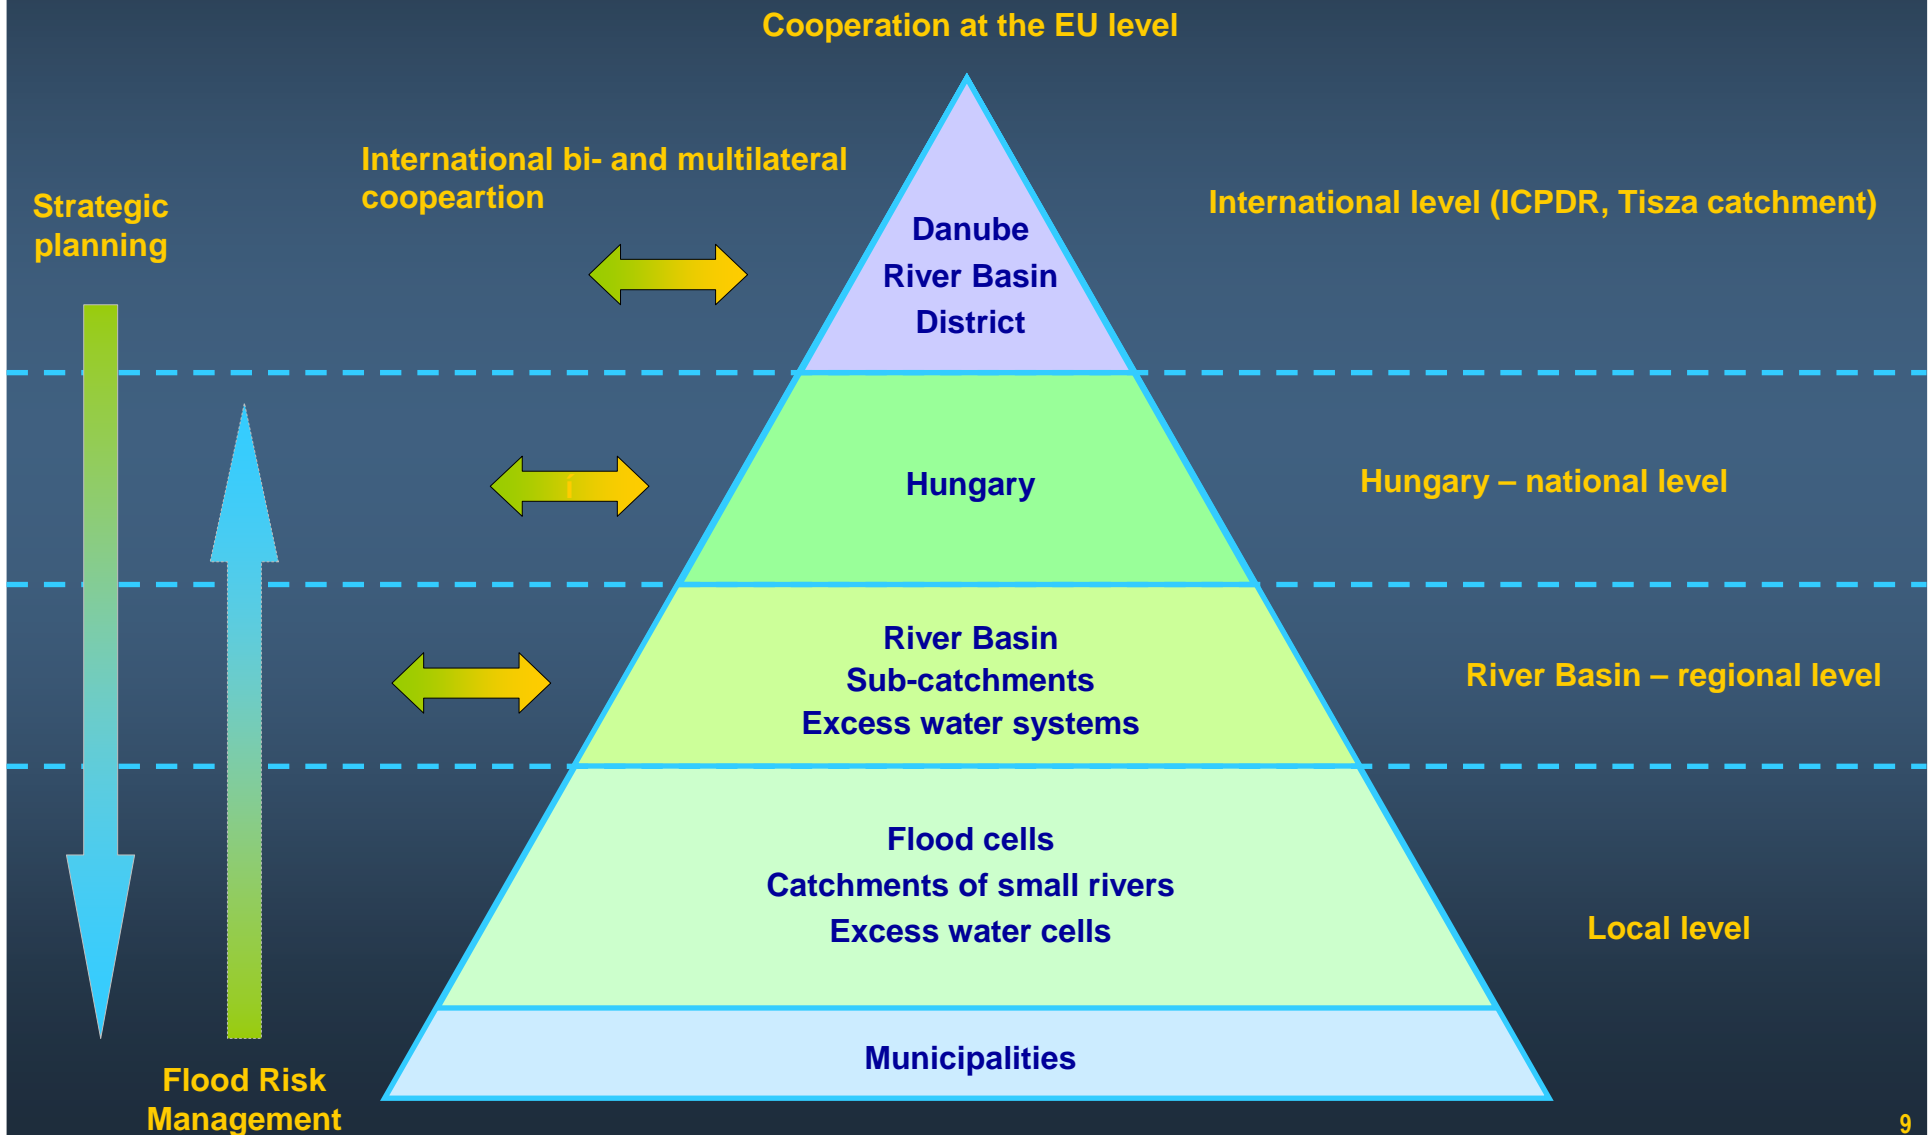 Cooperation at the EU level
International bi- and multilateral
coopeartion
Strategic
planning
Danube
River Basin
District
International level (ICPDR, Tisza catchment)
í
Hungary
Hungary – national level
River Basin
Sub-catchments
Excess water systems
River Basin – regional level
Flood cells
Catchments of small rivers
Excess water cells
Local level
Municipalities
Flood Risk
Management
9